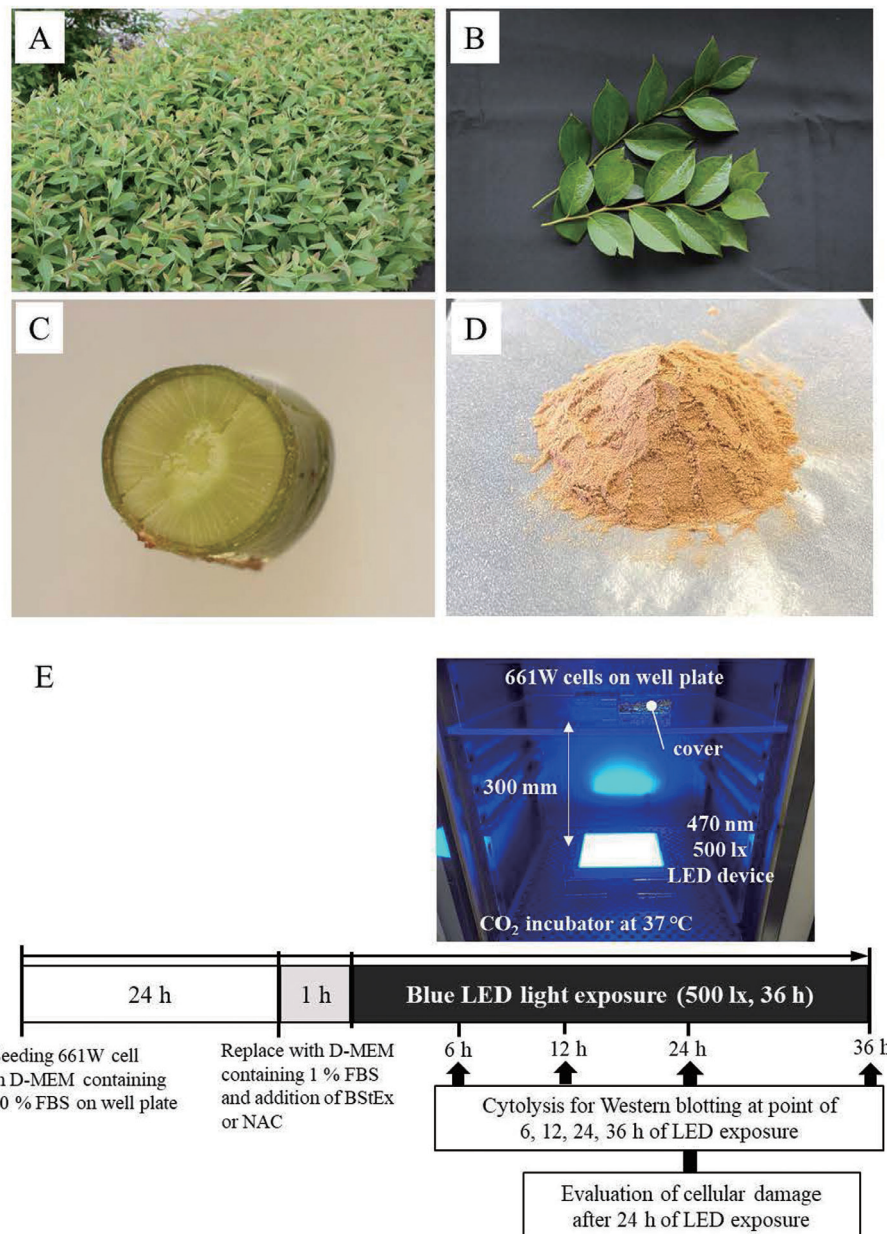 A
B
C
D
E
661W cells on well plate
cover
300 mm
470 nm
500 lx
LED device
CO₂ incubator at 37 °C
24 h
1 h
Blue LED light exposure (500 lx, 36 h)
6 h
12 h
24 h
36 h
eeding 661W cell
D-MEM containing
0 % FBS on well plate
Replace with D-MEM
containing 1 % FBS
and addition of BStEx
or NAC
Cytolysis for Western blotting at point of
6, 12, 24, 36 h of LED exposure
Evaluation of cellular damage
after 24 h of LED exposure